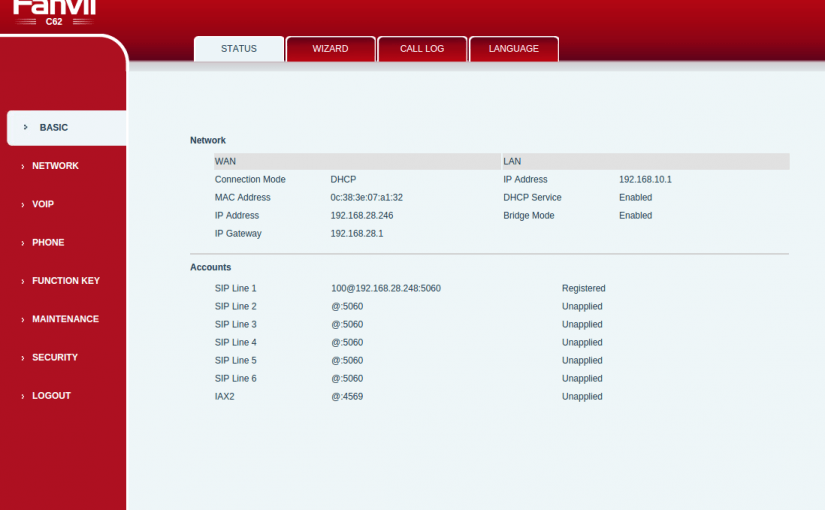 Fanvil
C62
STATUS WIZARD CALL LOG LANGUAGE
› BASIC
› NETWORK
› VOIP
› PHONE
› FUNCTION KEY
› MAINTENANCE
› SECURITY
› LOGOUT
Network
WAN LAN
Connection Mode DHCP IP Address 192.168.10.1
MAC Address 0c:38:3e:07:a1:32 DHCP Service Enabled
IP Address 192.168.28.246 Bridge Mode Enabled
IP Gateway 192.168.28.1
Accounts
SIP Line 1 100@192.168.28.248:5060 Registered
SIP Line 2 @:5060 Unapplied
SIP Line 3 @:5060 Unapplied
SIP Line 4 @:5060 Unapplied
SIP Line 5 @:5060 Unapplied
SIP Line 6 @:5060 Unapplied
IAX2 @:4569 Unapplied